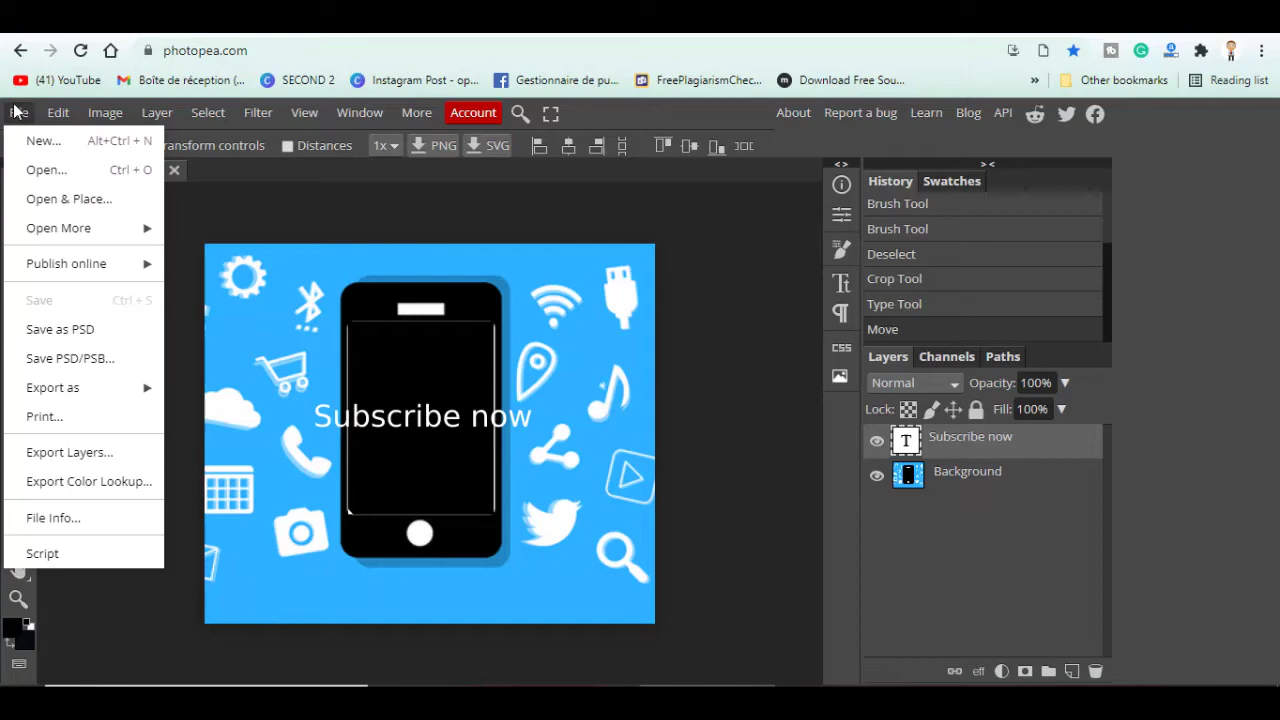 photopea.com
(41) YouTube
Boîte de réception (...
SECOND 2
Instagram Post - op...
Gestionnaire de pu...
FreePlagiarismChec...
Download Free Sou...
»
Other bookmarks
Reading list
Edit
Image
Layer
Select
Filter
View
Window
More
Account
About
Report a bug
Learn
Blog
API
New... Alt+Ctrl + N
Open... Ctrl + O
Open & Place...
Open More
Publish online
Save Ctrl + S
Save as PSD
Save PSD/PSB...
Export as
Print...
Export Layers...
Export Color Lookup...
File Info...
Script
ransform controls
Distances
1x
PNG
SVG
Subscribe now
< >
CSS
> <
History
Swatches
Brush Tool
Brush Tool
Deselect
Crop Tool
Type Tool
Move
Layers
Channels
Paths
Normal
Opacity: 100%
Lock:
Fill: 100%
T
Subscribe now
Background
eff